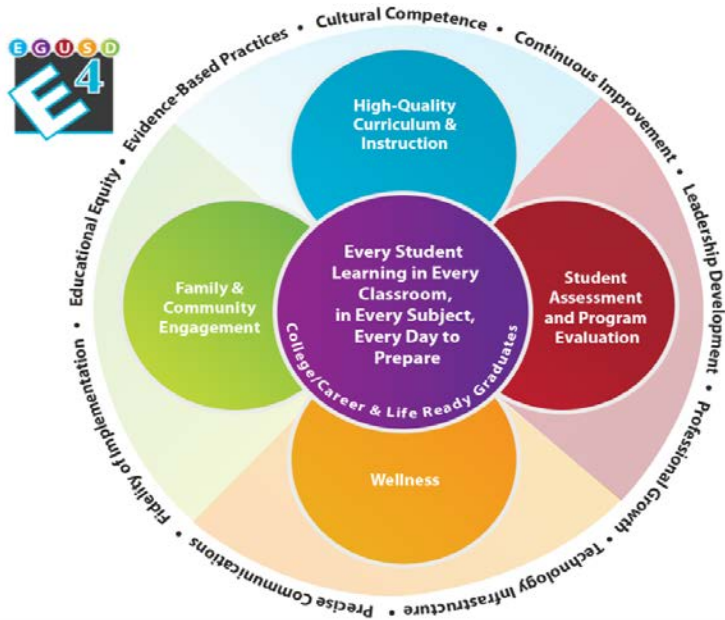 EGUSD
E4
Evidence-Based Practices • Cultural Competence • Continuous Improvement • Leadership Development • Professional Growth • Technology Infrastructure • Precise Communications • Fidelity of Implementation • Educational Equity •
High-Quality
Curriculum &
Instruction
Family &
Community
Engagement
Every Student
Learning in Every
Classroom,
in Every Subject,
Every Day to
Prepare
College/Career & Life Ready Graduates
Student
Assessment
and Program
Evaluation
Wellness